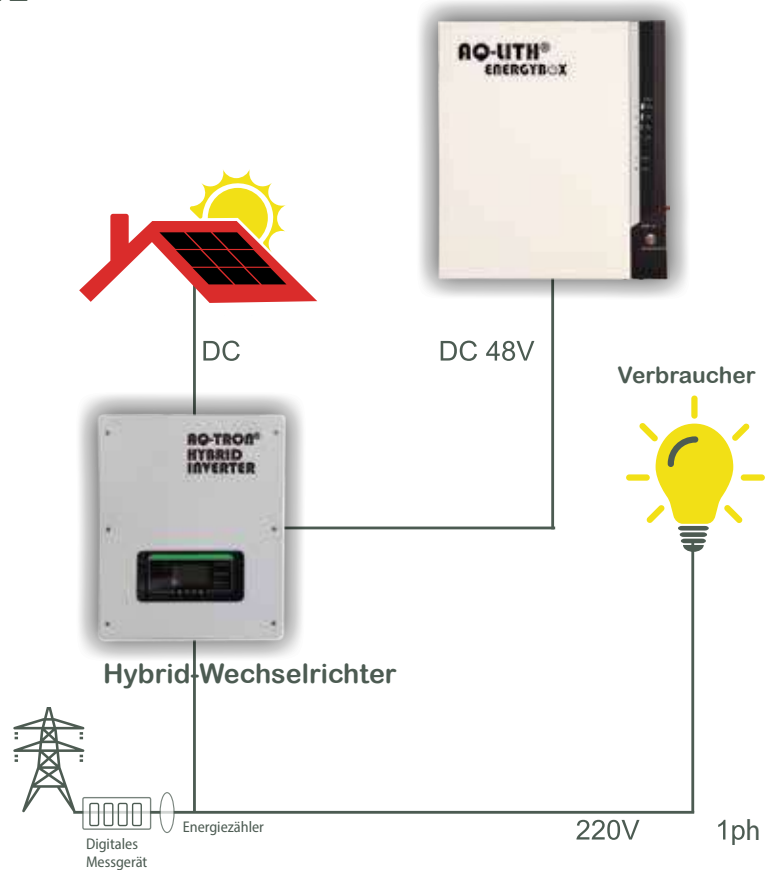 AQ-LITH®
ENERGYBOX
DC
DC 48V
Verbraucher
AQ-TRON®
HYBRID
INVERTER
Hybrid-Wechselrichter
Energiezähler
Digitales
Messgerät
220V
1ph